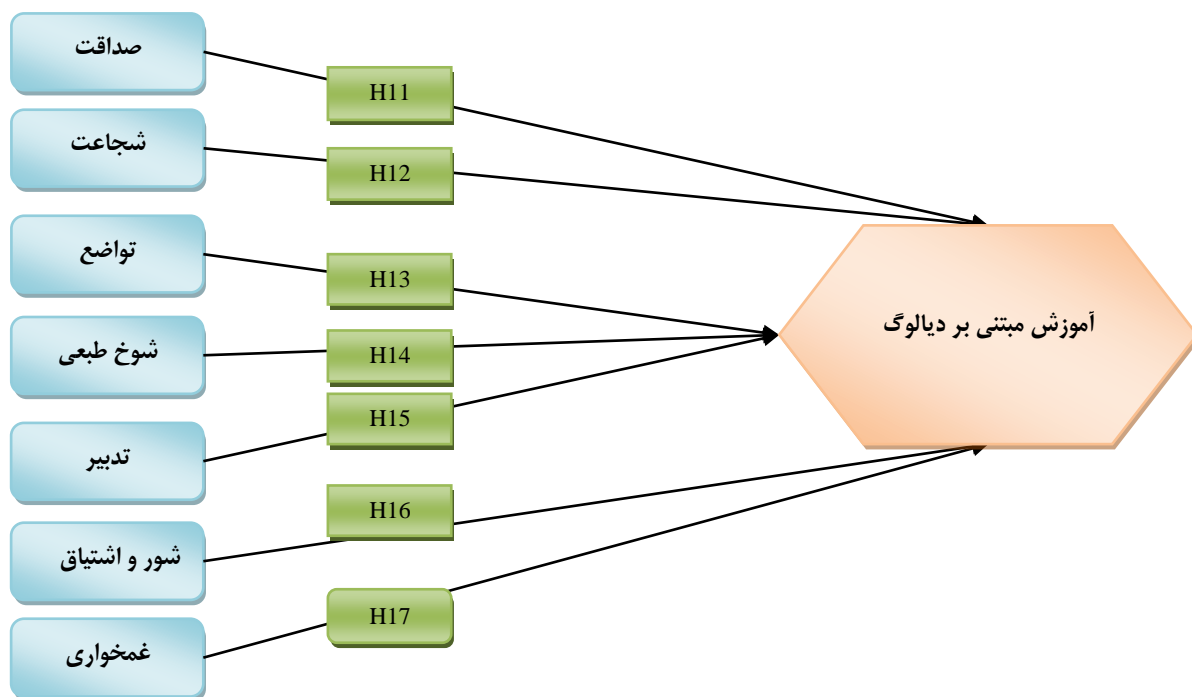 صداقت
H11
شجاعت
H12
تواضع
H13
آموزش مبتنی بر دیالوگ
شوخ طبعی
H14
H15
تدبیر
H16
شور و اشتیاق
H17
غمخواری